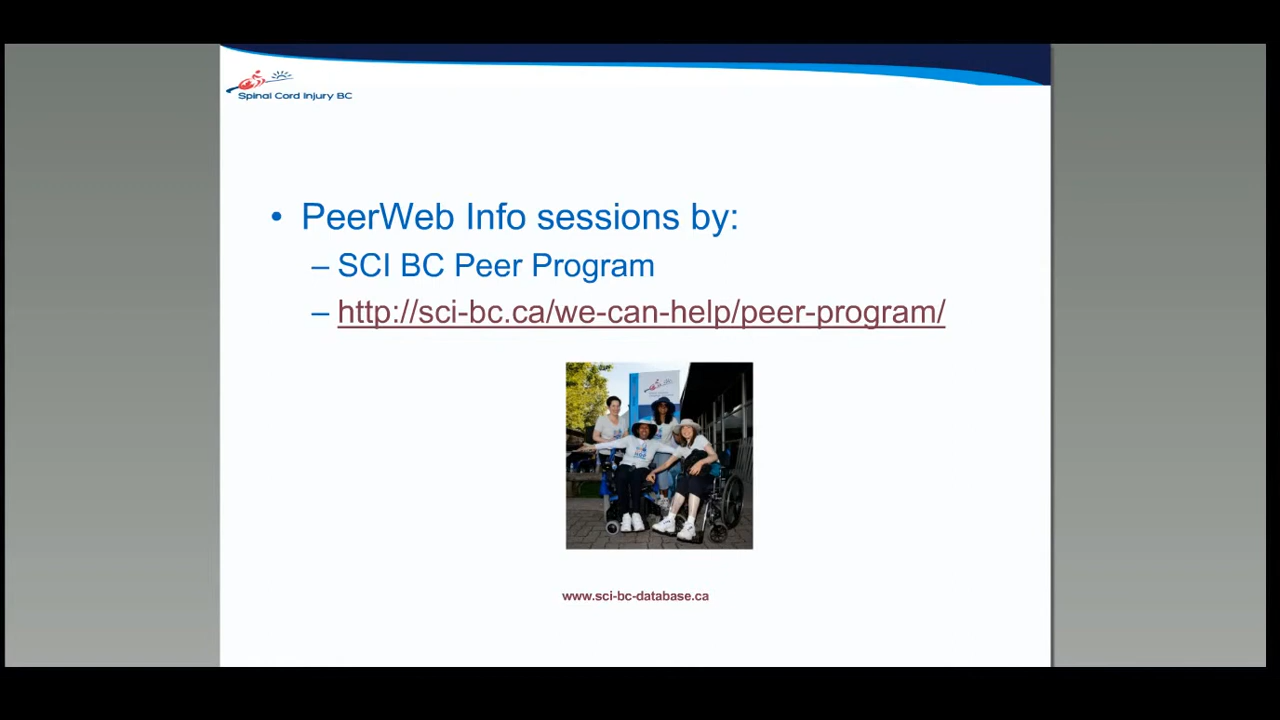 Spinal Cord Injury BC
• PeerWeb Info sessions by:
– SCI BC Peer Program
– http://sci-bc.ca/we-can-help/peer-program/
www.sci-bc-database.ca